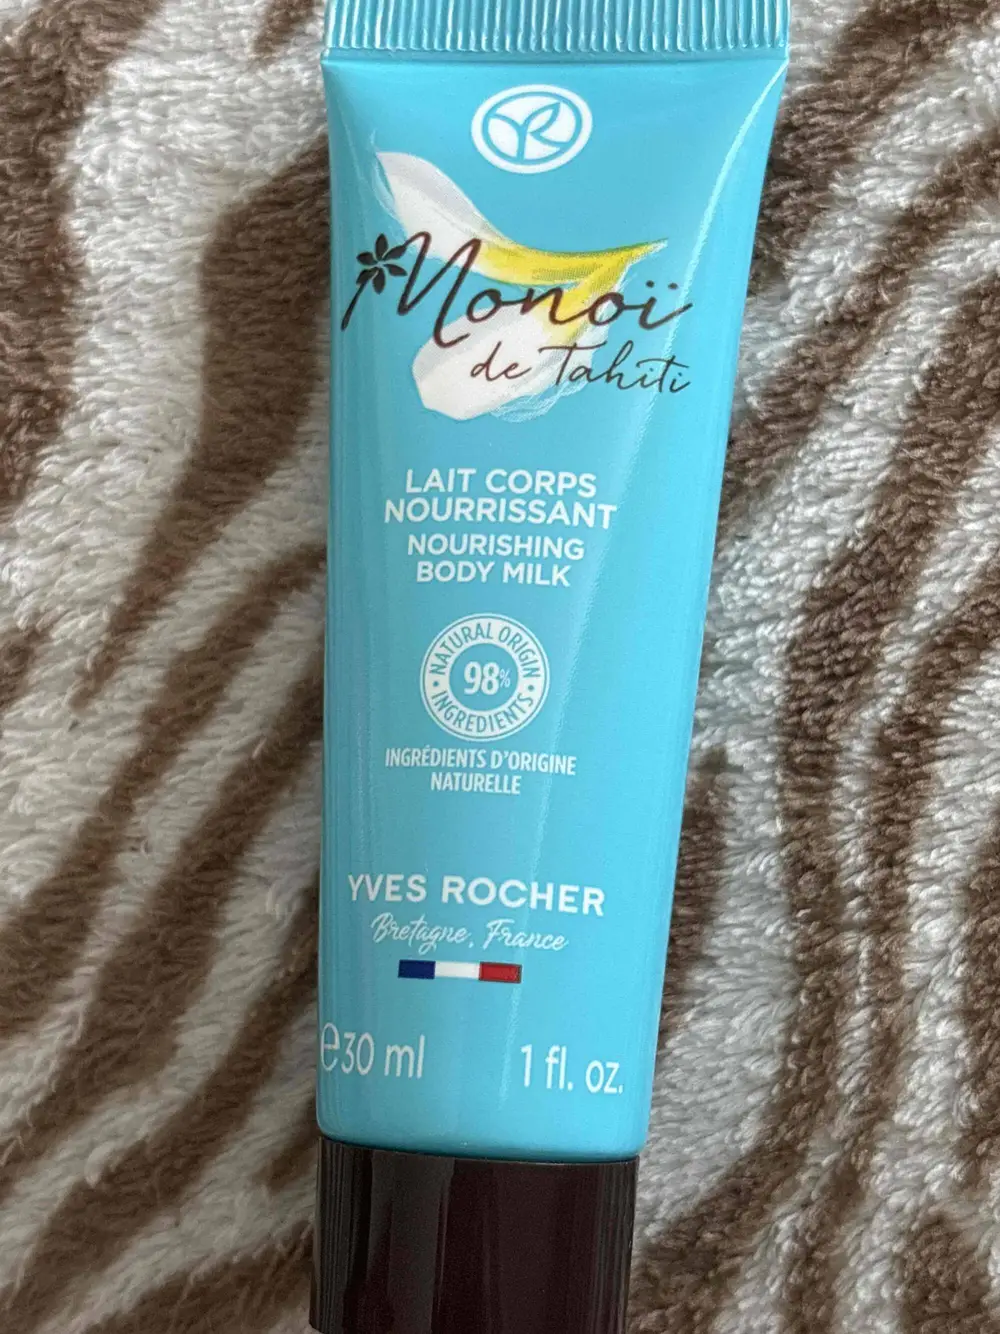 Monoï
de Tahiti
LAIT CORPS
NOURRISSANT
NOURISHING
BODY MILK
NATURAL ORIGIN
98%
INGREDIENTS
INGRÉDIENTS D'ORIGINE
NATURELLE
YVES ROCHER
Bretagne, France
e30 ml 1 fl. oz.